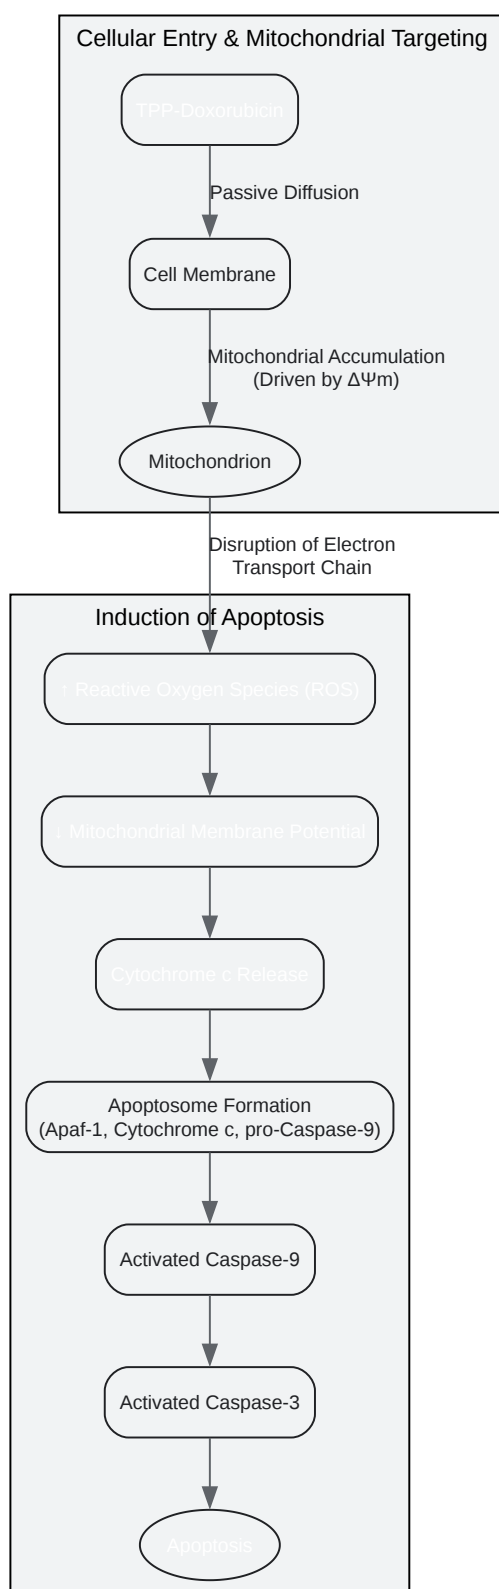 Cellular Entry & Mitochondrial Targeting
TPP-Doxorubicin
Passive Diffusion
Cell Membrane
Mitochondrial Accumulation
(Driven by ΔΨm)
Mitochondrion
Disruption of Electron
Transport Chain
Induction of Apoptosis
↑ Reactive Oxygen Species (ROS)
↓ Mitochondrial Membrane Potential
Cytochrome c Release
Apoptosome Formation
(Apaf-1, Cytochrome c, pro-Caspase-9)
Activated Caspase-9
Activated Caspase-3
Apoptosis